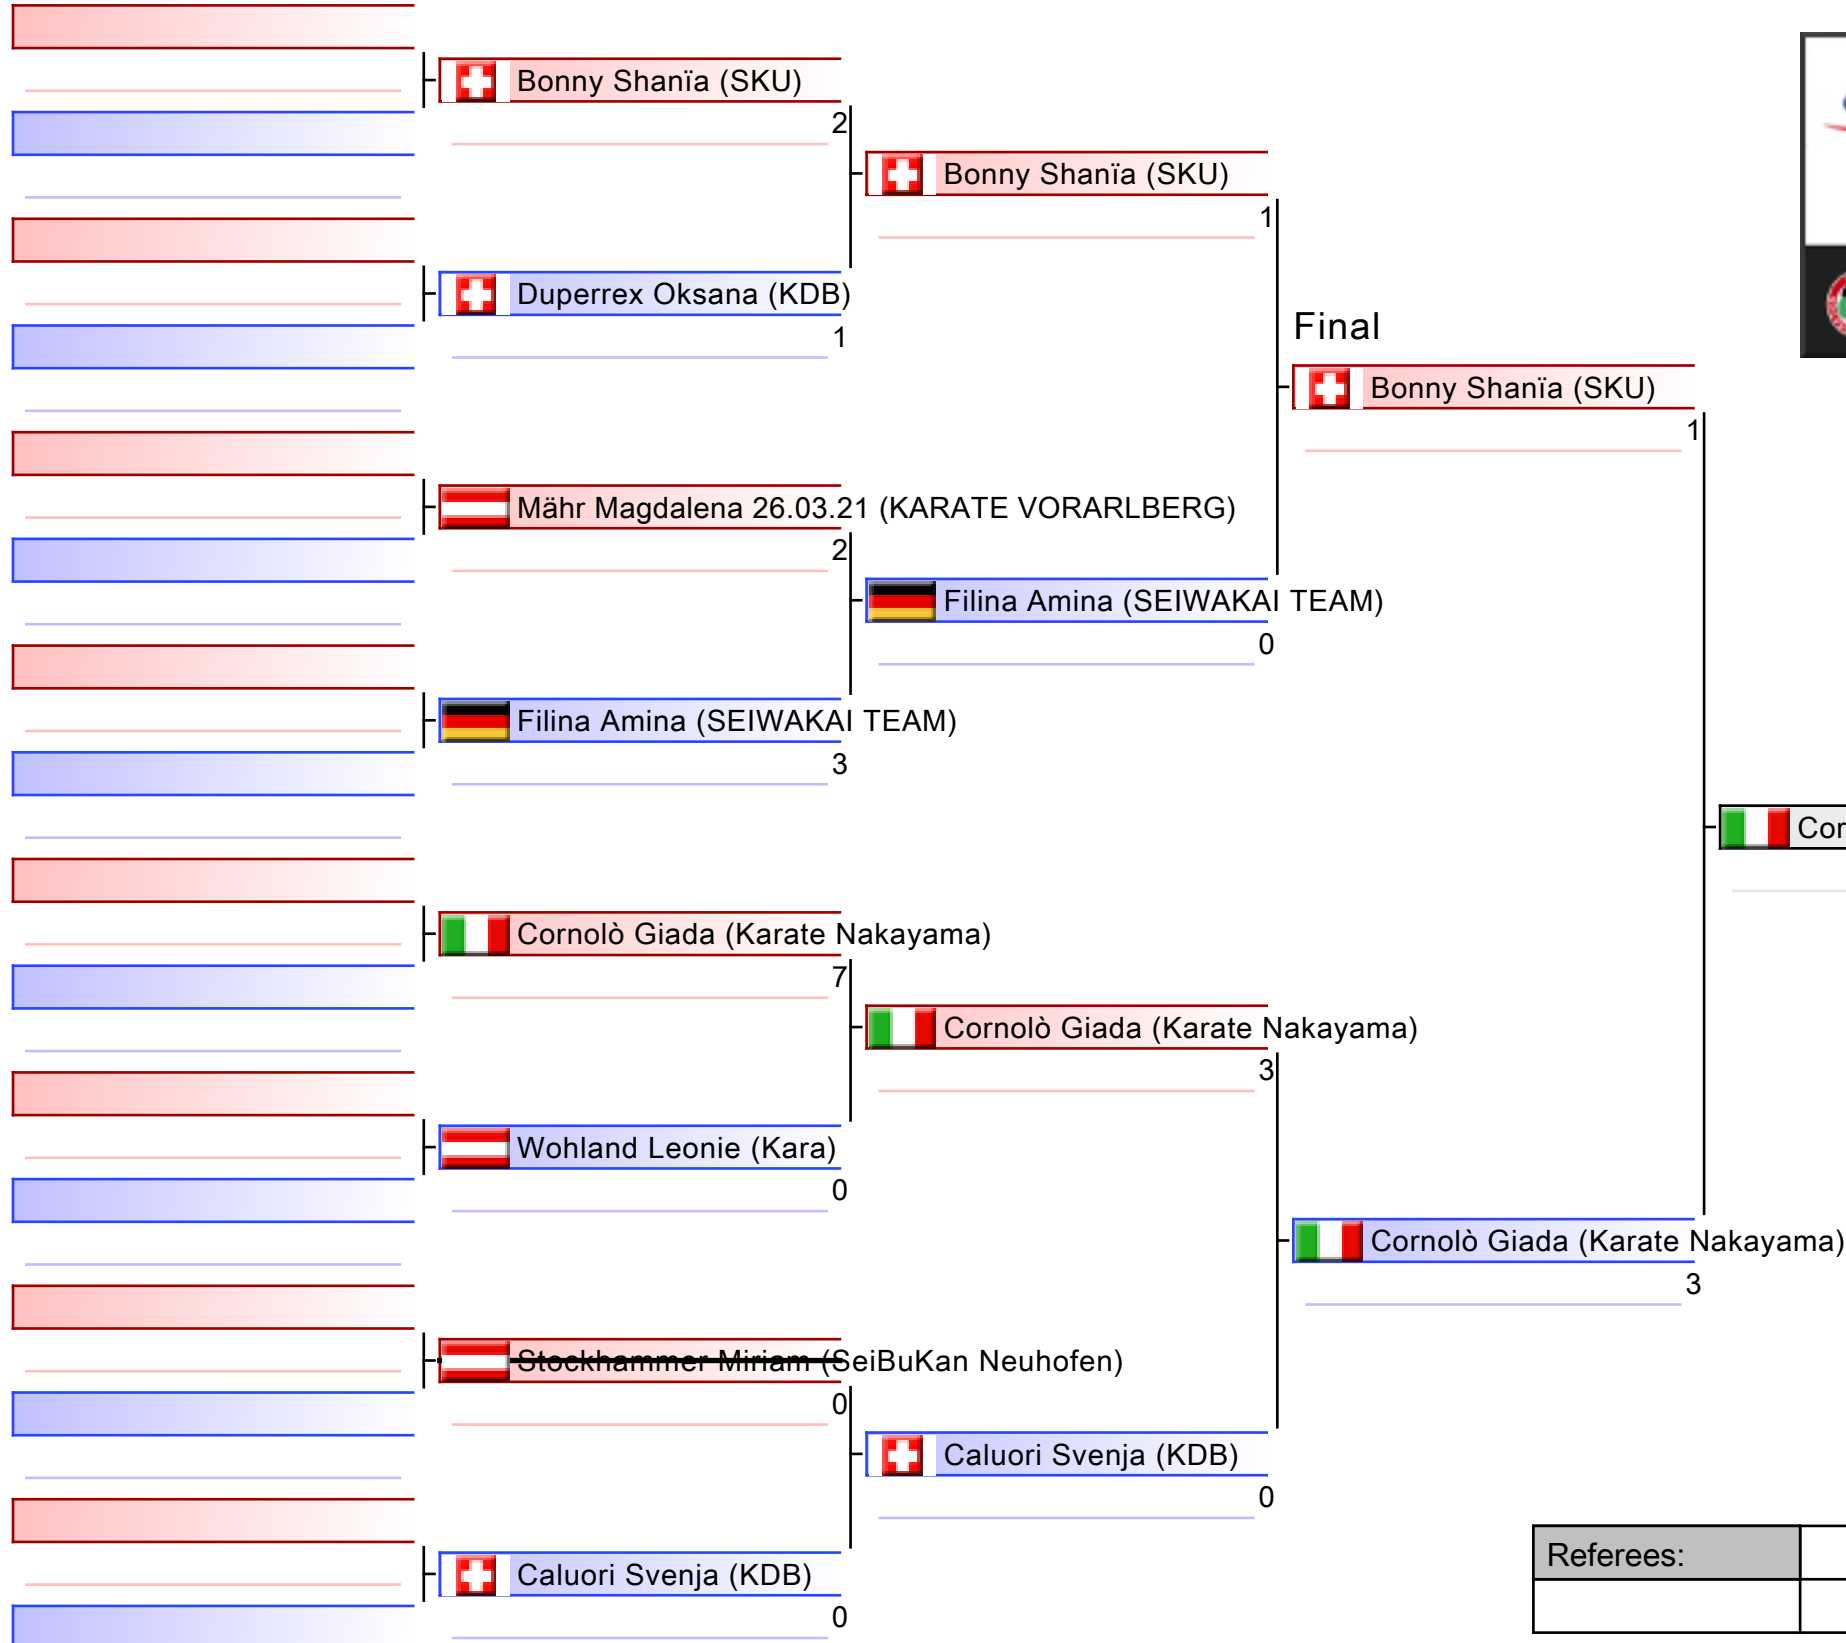 Bonny Shanïa (SKU)
2
Bonny Shanïa (SKU)
1
Duperrex Oksana (KDB)
1
Final
Bonny Shanïa (SKU)
1
Mähr Magdalena 26.03.21 (KARATE VORARLBERG)
2
Filina Amina (SEIWAKAI TEAM)
0
Filina Amina (SEIWAKAI TEAM)
3
Cor
Cornolò Giada (Karate Nakayama)
7
Cornolò Giada (Karate Nakayama)
3
Wohland Leonie (Kara)
0
Cornolò Giada (Karate Nakayama)
3
Stockhammer Miriam (SeiBuKan Neuhofen)
0
Caluori Svenja (KDB)
0
Referees:
Caluori Svenja (KDB)
0